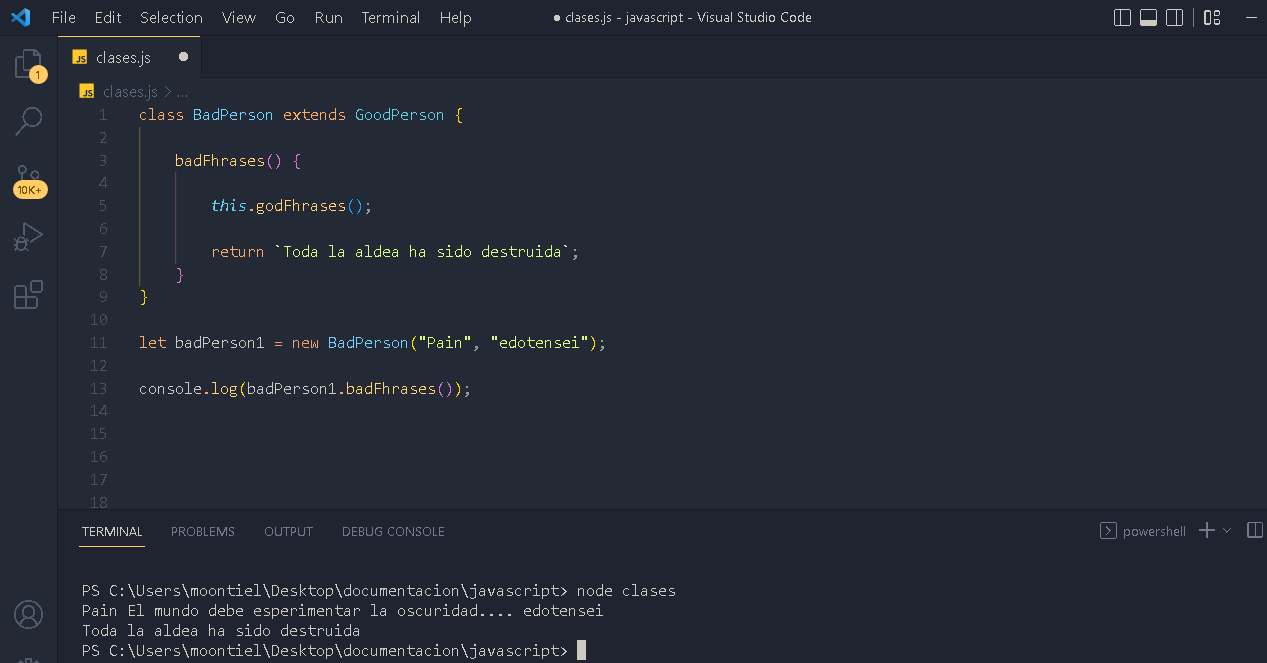 File Edit Selection View Go Run Terminal Help ● clases.js - javascript - Visual Studio Code
JS clases.js ●
1
JS clases.js > ...
1 class BadPerson extends GoodPerson {
2
3 badFhrases() {
4
10K+
5 this.godFhrases();
6
7 return `Toda la aldea ha sido destruida`;
8 }
9 }
10
11 let badPerson1 = new BadPerson("Pain", "edotensei");
12
13 console.log(badPerson1.badFhrases());
14
15
16
17
18
TERMINAL PROBLEMS OUTPUT DEBUG CONSOLE powershell
PS C:\Users\moontiel\Desktop\documentacion\javascript> node clases
Pain El mundo debe esperimentar la oscuridad.... edotensei
Toda la aldea ha sido destruida
PS C:\Users\moontiel\Desktop\documentacion\javascript>